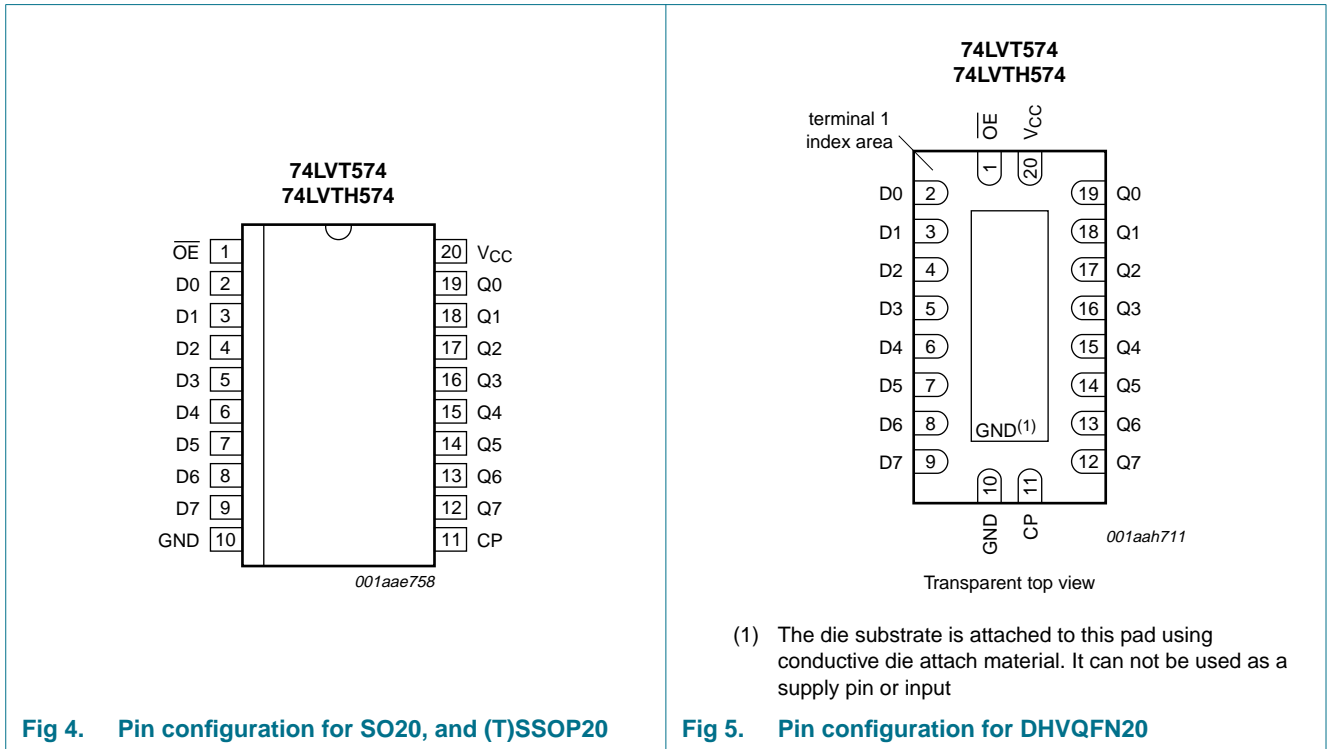 74LVT574
74LVTH574
OE 1
D0 2
D1 3
D2 4
D3 5
D4 6
D5 7
D6 8
D7 9
GND 10
20 VCC
19 Q0
18 Q1
17 Q2
16 Q3
15 Q4
14 Q5
13 Q6
12 Q7
11 CP
001aae758
Fig 4. Pin configuration for SO20, and (T)SSOP20
74LVT574
74LVTH574
terminal 1
index area
OE
VCC
1
20
D0 2
D1 3
D2 4
D3 5
D4 6
D5 7
D6 8
D7 9
19 Q0
18 Q1
17 Q2
16 Q3
15 Q4
14 Q5
13 Q6
12 Q7
GND(1)
10
11
GND
CP
001aah711
Transparent top view
(1) The die substrate is attached to this pad using
conductive die attach material. It can not be used as a
supply pin or input
Fig 5. Pin configuration for DHVQFN20